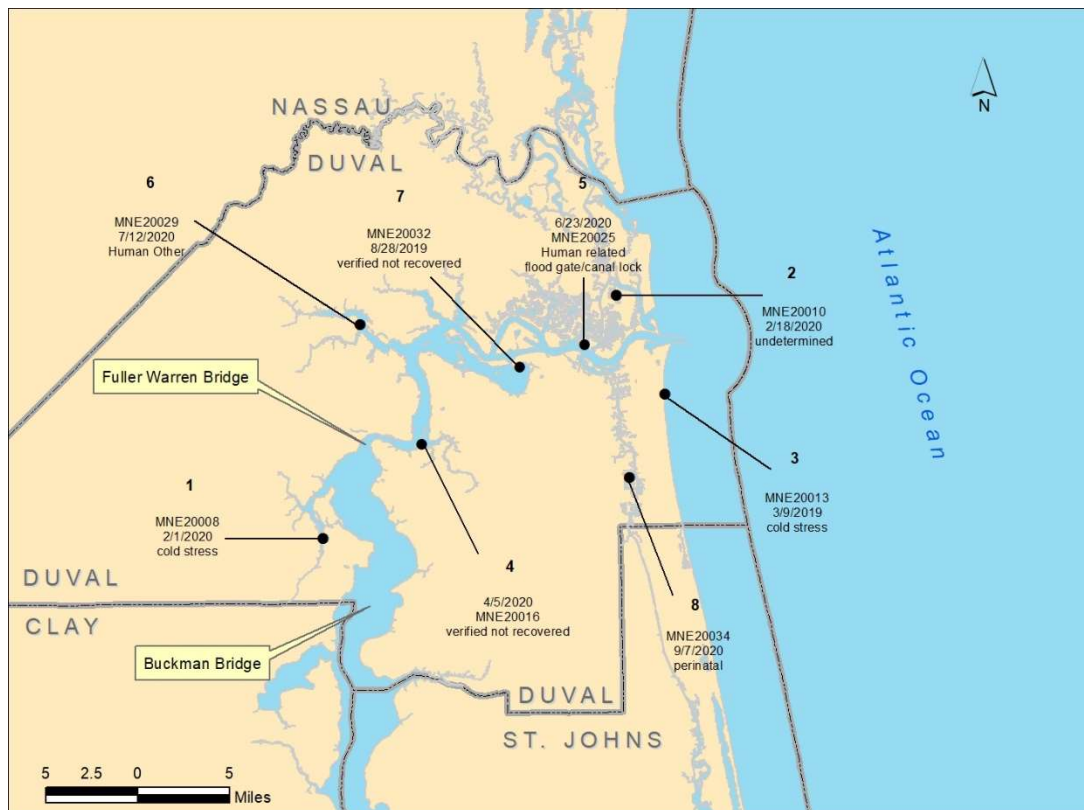 NASSAU
DUVAL
6
MNE20029
7/12/2020
Human Other
7
MNE20032
8/28/2019
verified not recovered
5
6/23/2020
MNE20025
Human related
flood gate/canal lock
2
MNE20010
2/18/2020
undetermined
N
Atlantic Ocean
Fuller Warren Bridge
1
MNE20008
2/1/2020
cold stress
3
MNE20013
3/9/2019
cold stress
4
4/5/2020
MNE20016
verified not recovered
8
MNE20034
9/7/2020
perinatal
DUVAL
CLAY
Buckman Bridge
DUVAL
ST. JOHNS
5 2.5 0 5
Miles